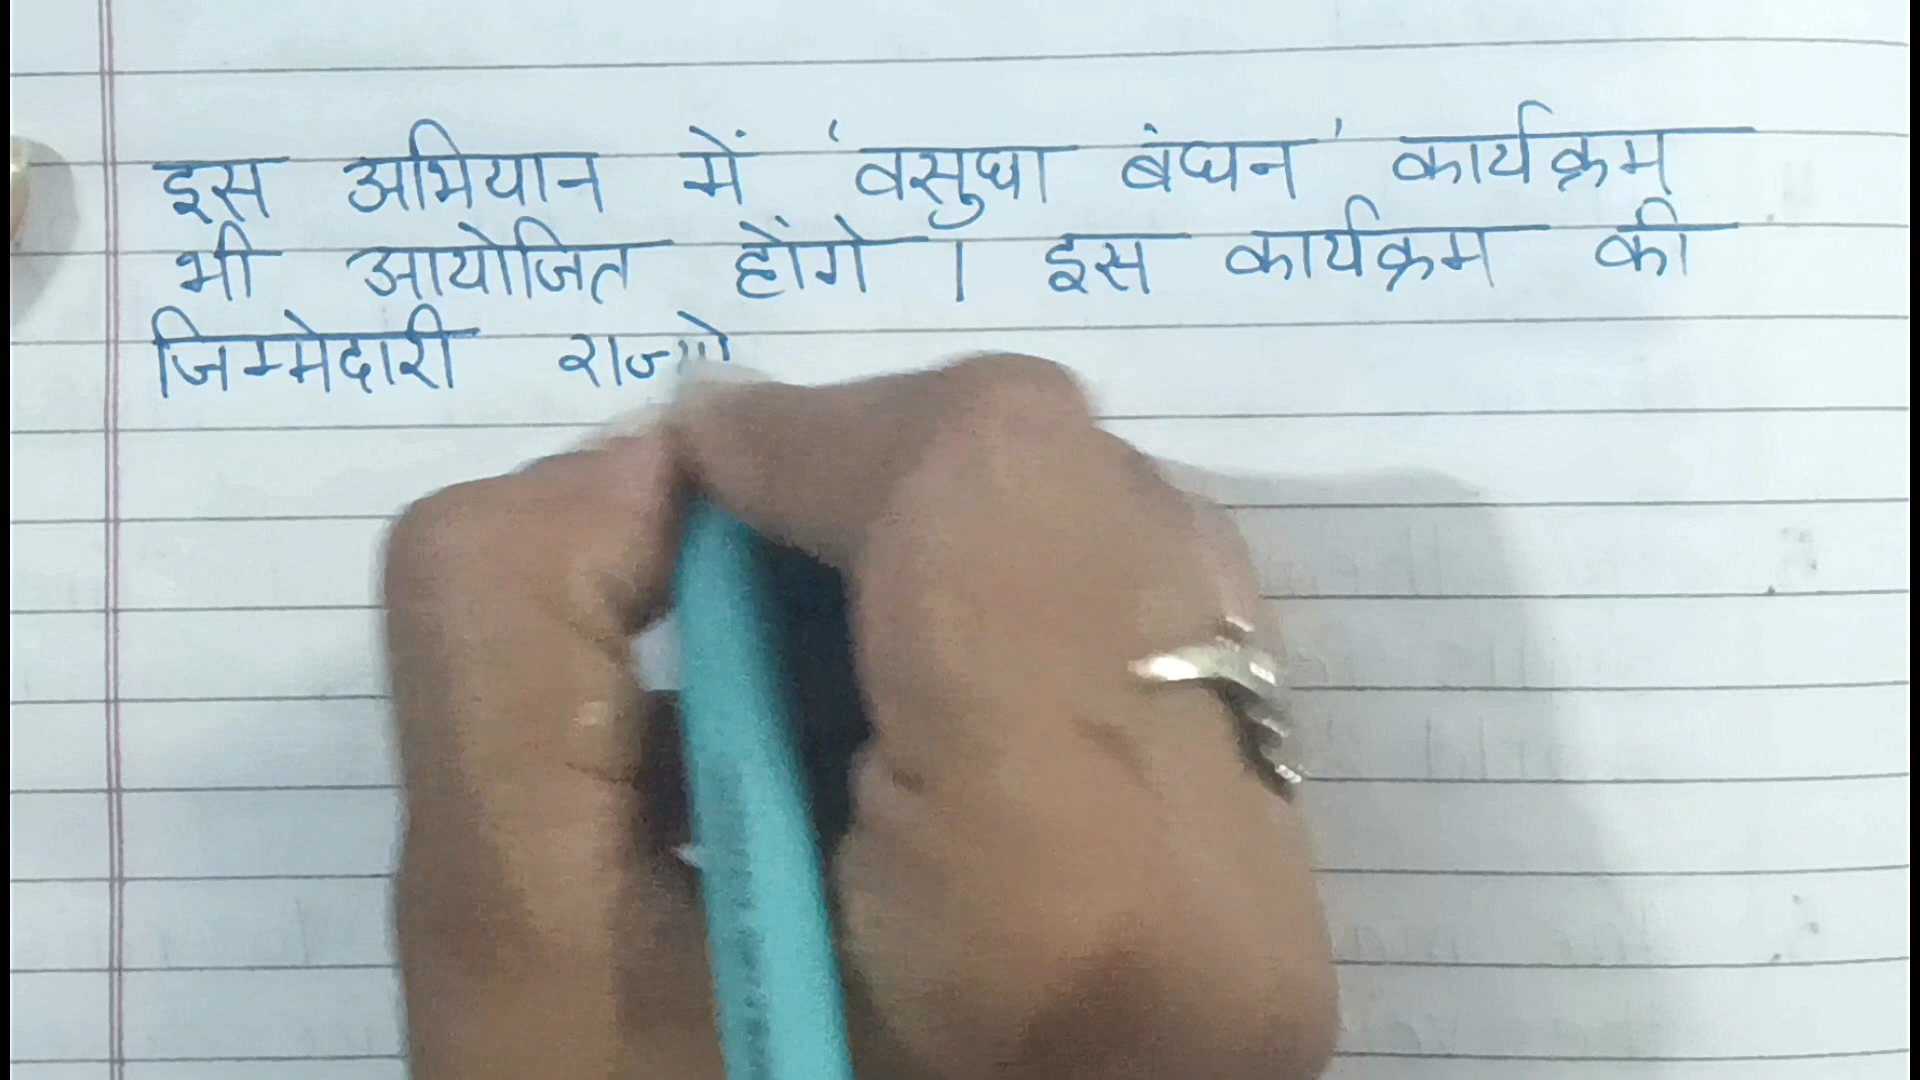 इस अभियान में 'वसुधा बंधन' कार्यक्रम
भी आयोजित होंगे । इस कार्यक्रम की
जिम्मेदारी